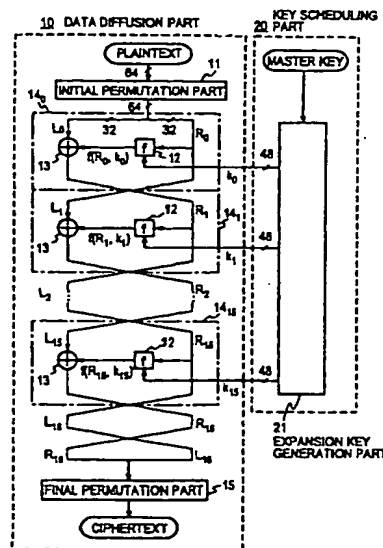 10 DATA DIFFUSION PART
20 KEY SCHEDULING PART
PLAINTEXT
64
11
INITIAL PERMUTATION PART
MASTER KEY
14₀
64
32 32
L₀ R₀
f
13 f(R₀, k₀) 12
k₀ 48
L₁ R₁ 14₁
12
f
13 f(R₁, k₁)
k₁ 48
L₂ R₂
14₁₅
L₁₅ R₁₅
12
f
13 f(R₁₅, k₁₅)
k₁₅ 48
L₁₆ R₁₆
R₁₆ L₁₆
21
EXPANSION KEY GENERATION PART
FINAL PERMUTATION PART 15
CIPHERTEXT